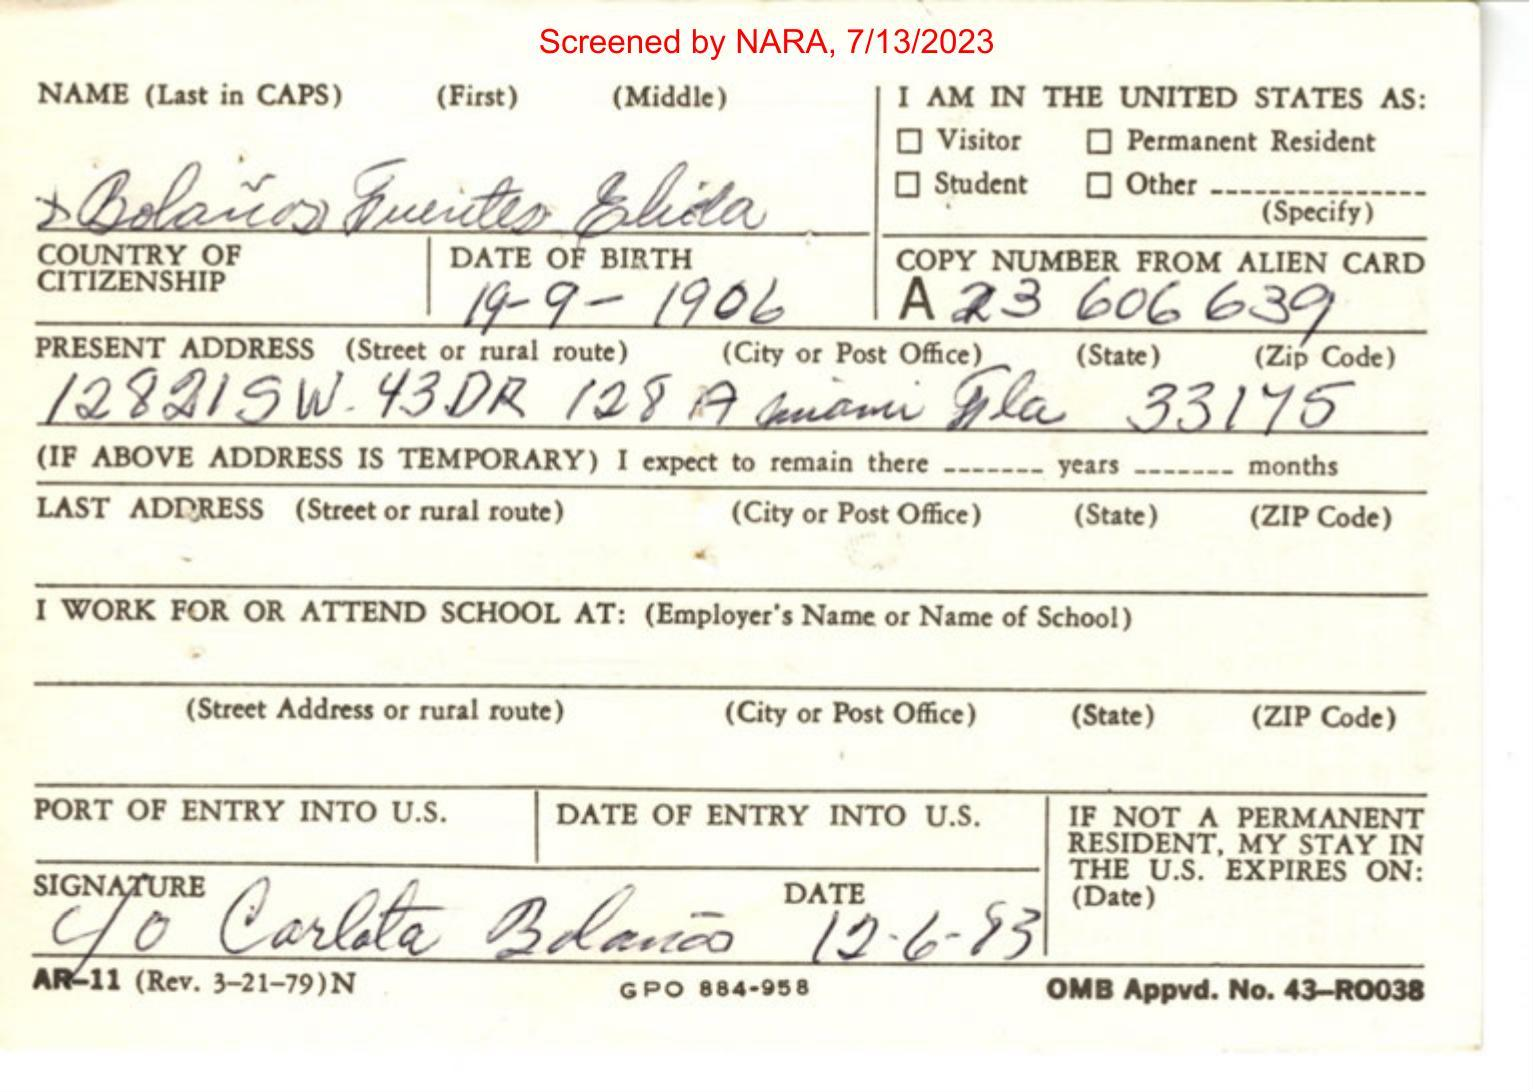 Screened by NARA, 7/13/2023
NAME (Last in CAPS) (First) (Middle)
I AM IN THE UNITED STATES AS:
☐ Visitor ☐ Permanent Resident
☐ Student ☐ Other
(Specify)
Bolaños Fuentes Elida
COUNTRY OF CITIZENSHIP
DATE OF BIRTH
19-9-1906
COPY NUMBER FROM ALIEN CARD
A 23 606 639
PRESENT ADDRESS (Street or rural route) (City or Post Office) (State) (Zip Code)
12821 SW. 43 DR 128 A miami Fla 33175
(IF ABOVE ADDRESS IS TEMPORARY) I expect to remain there ------- years ------- months
LAST ADDRESS (Street or rural route) (City or Post Office) (State) (ZIP Code)
I WORK FOR OR ATTEND SCHOOL AT: (Employer's Name or Name of School)
(Street Address or rural route) (City or Post Office) (State) (ZIP Code)
PORT OF ENTRY INTO U.S.
DATE OF ENTRY INTO U.S.
IF NOT A PERMANENT
RESIDENT, MY STAY IN
THE U.S. EXPIRES ON:
(Date)
SIGNATURE
c/o Carlota Bolaños
DATE
12-6-83
AR-11 (Rev. 3-21-79)N
GPO 884-958
OMB Appvd. No. 43-RO038